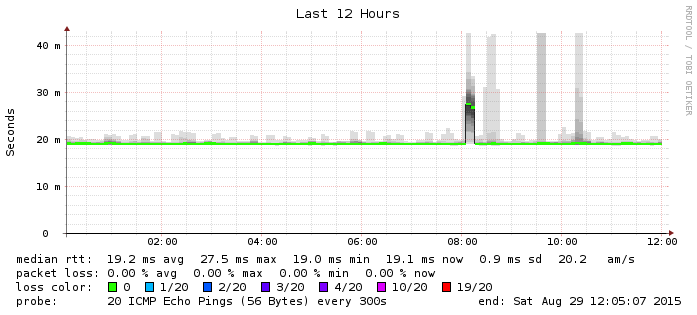 Last 12 Hours
RRDTOOL / TOBI OETIKER
Seconds
40 m
30 m
20 m
10 m
0
02:00 04:00 06:00 08:00 10:00 12:00
median rtt: 19.2 ms avg 27.5 ms max 19.0 ms min 19.1 ms now 0.9 ms sd 20.2 am/s
packet loss: 0.00 % avg 0.00 % max 0.00 % min 0.00 % now
loss color: 0 1/20 2/20 3/20 4/20 10/20 19/20
probe: 20 ICMP Echo Pings (56 Bytes) every 300s end: Sat Aug 29 12:05:07 2015